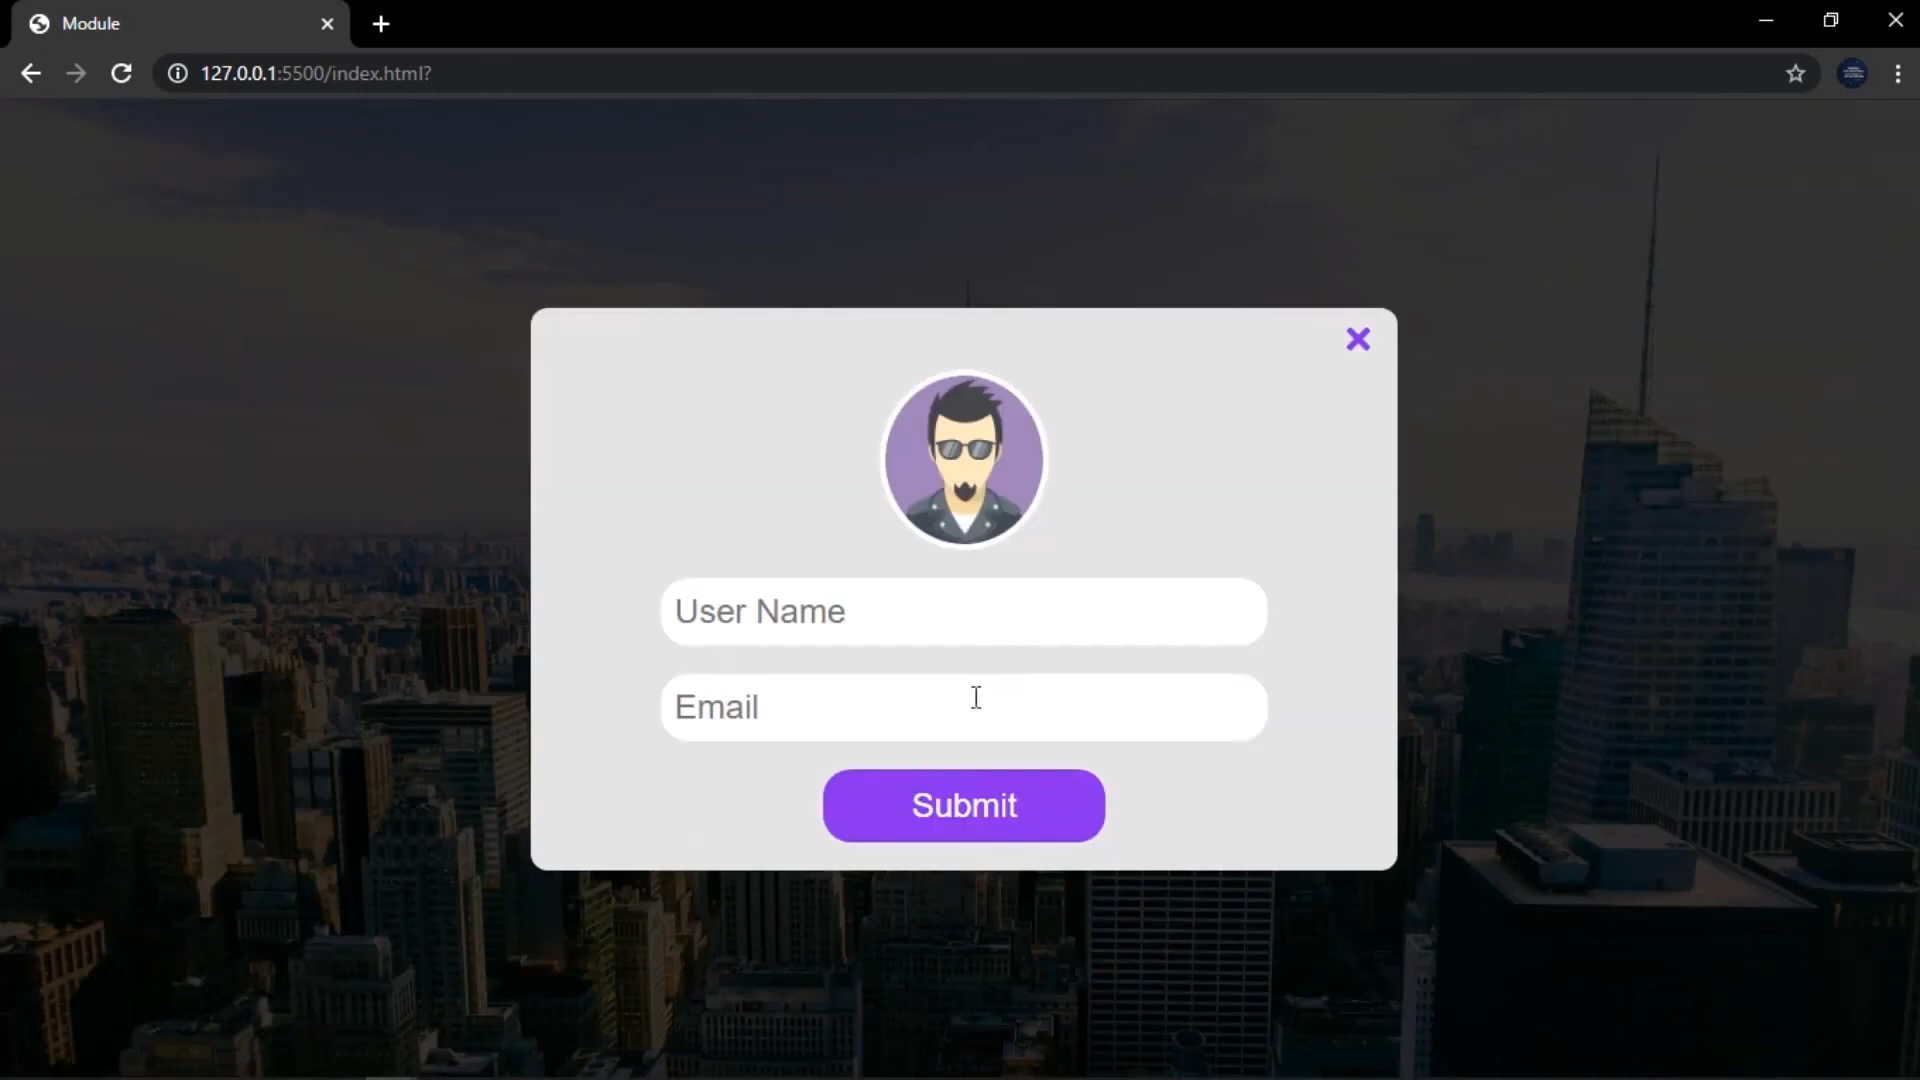 Module
127.0.0.1:5500/index.html?
User Name
Email
Submit